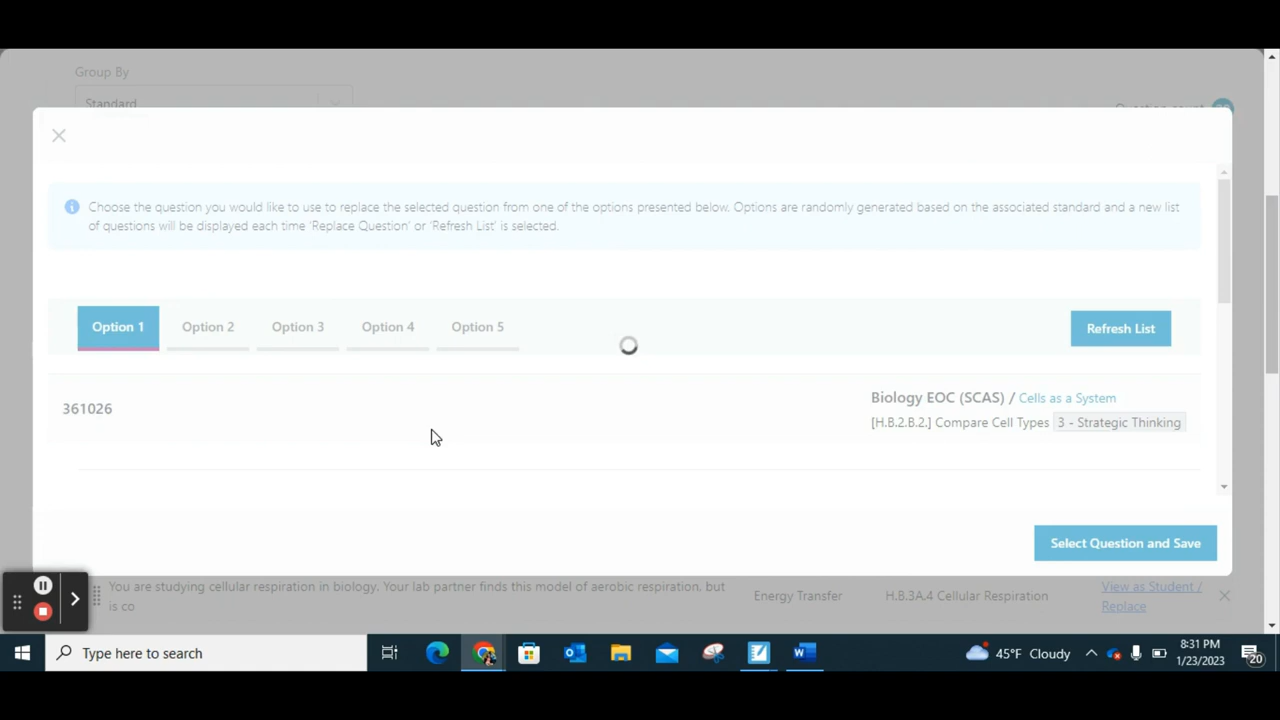 Group By
Standard
Question count
Choose the question you would like to use to replace the selected question from one of the options presented below. Options are randomly generated based on the associated standard and a new list
of questions will be displayed each time 'Replace Question' or 'Refresh List' is selected.
Option 1
Option 2
Option 3
Option 4
Option 5
Refresh List
361026
Biology EOC (SCAS) / Cells as a System
[H.B.2.B.2.] Compare Cell Types 3 - Strategic Thinking
Select Question and Save
You are studying cellular respiration in biology. Your lab partner finds this model of aerobic respiration, but
is co
Energy Transfer
H.B.3A.4 Cellular Respiration
View as Student /
Replace
Type here to search
45°F Cloudy
8:31 PM
1/23/2023
20